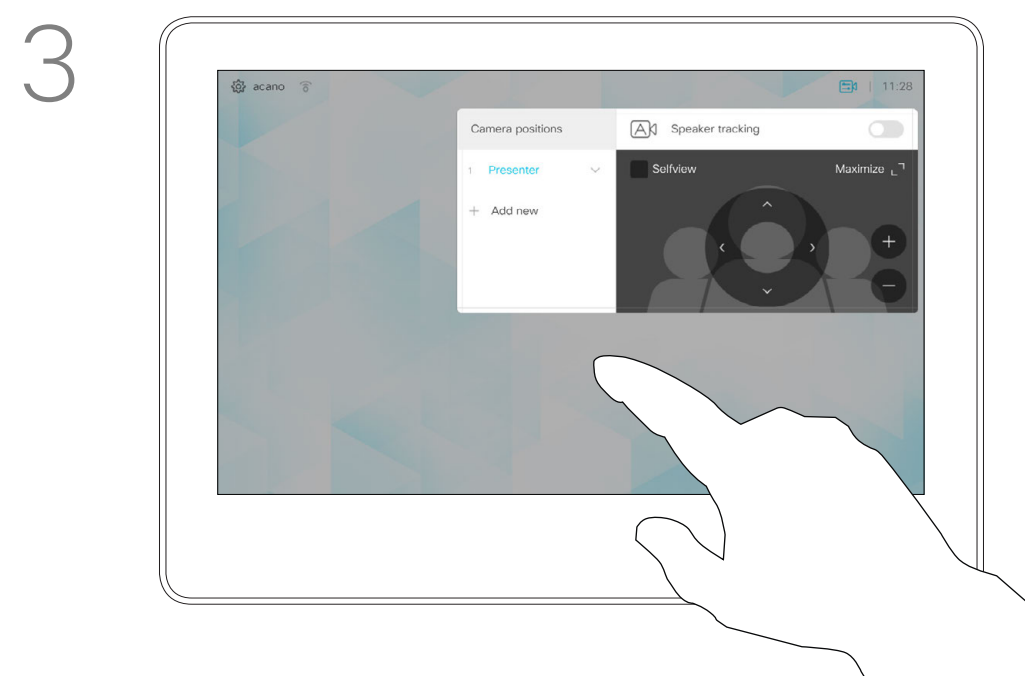 3
acano
11:28
Camera positions
Speaker tracking
1 Presenter
Selfview
Maximize
+ Add new